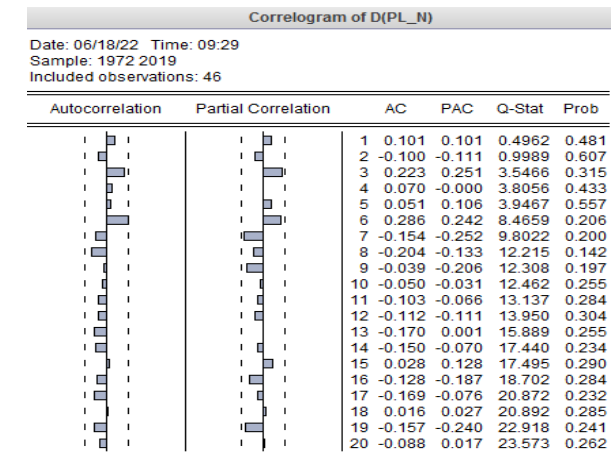 Correlogram of D(PL_N)
Date: 06/18/22 Time: 09:29
Sample: 1972 2019
Included observations: 46
Autocorrelation Partial Correlation AC PAC Q-Stat Prob
1 0.101 0.101 0.4962 0.481
2 -0.100 -0.111 0.9989 0.607
3 0.223 0.251 3.5466 0.315
4 0.070 -0.000 3.8056 0.433
5 0.051 0.106 3.9467 0.557
6 0.286 0.242 8.4659 0.206
7 -0.154 -0.252 9.8022 0.200
8 -0.204 -0.133 12.215 0.142
9 -0.039 -0.206 12.308 0.197
10 -0.050 -0.031 12.462 0.255
11 -0.103 -0.066 13.137 0.284
12 -0.112 -0.111 13.950 0.304
13 -0.170 0.001 15.889 0.255
14 -0.150 -0.070 17.440 0.234
15 0.028 0.128 17.495 0.290
16 -0.128 -0.187 18.702 0.284
17 -0.169 -0.076 20.872 0.232
18 0.016 0.027 20.892 0.285
19 -0.157 -0.240 22.918 0.241
20 -0.088 0.017 23.573 0.262